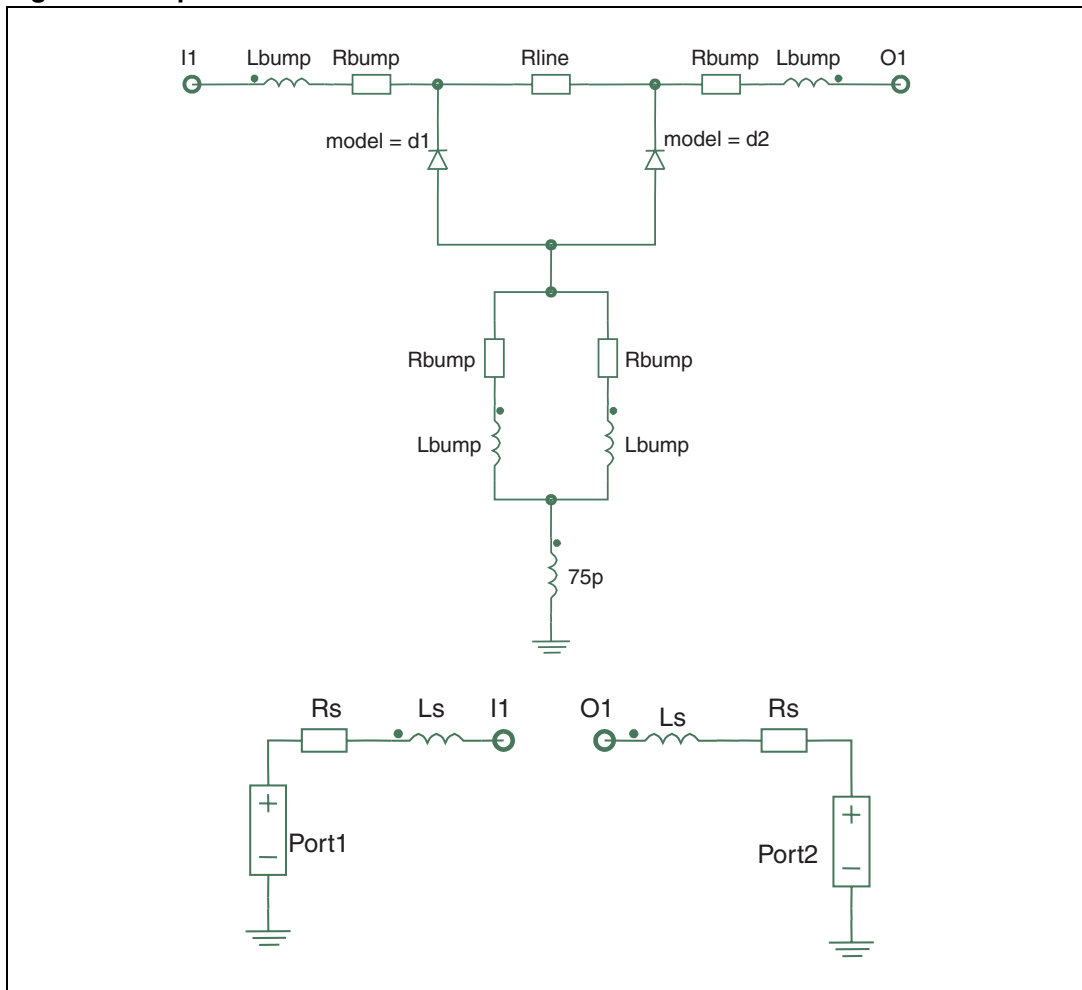 I1 Lbump Rbump Rline Rbump Lbump O1
model = d1 model = d2
Rbump Rbump
Lbump Lbump
75p
Rs Ls I1 O1 Ls Rs
+ +
Port1 Port2
− −